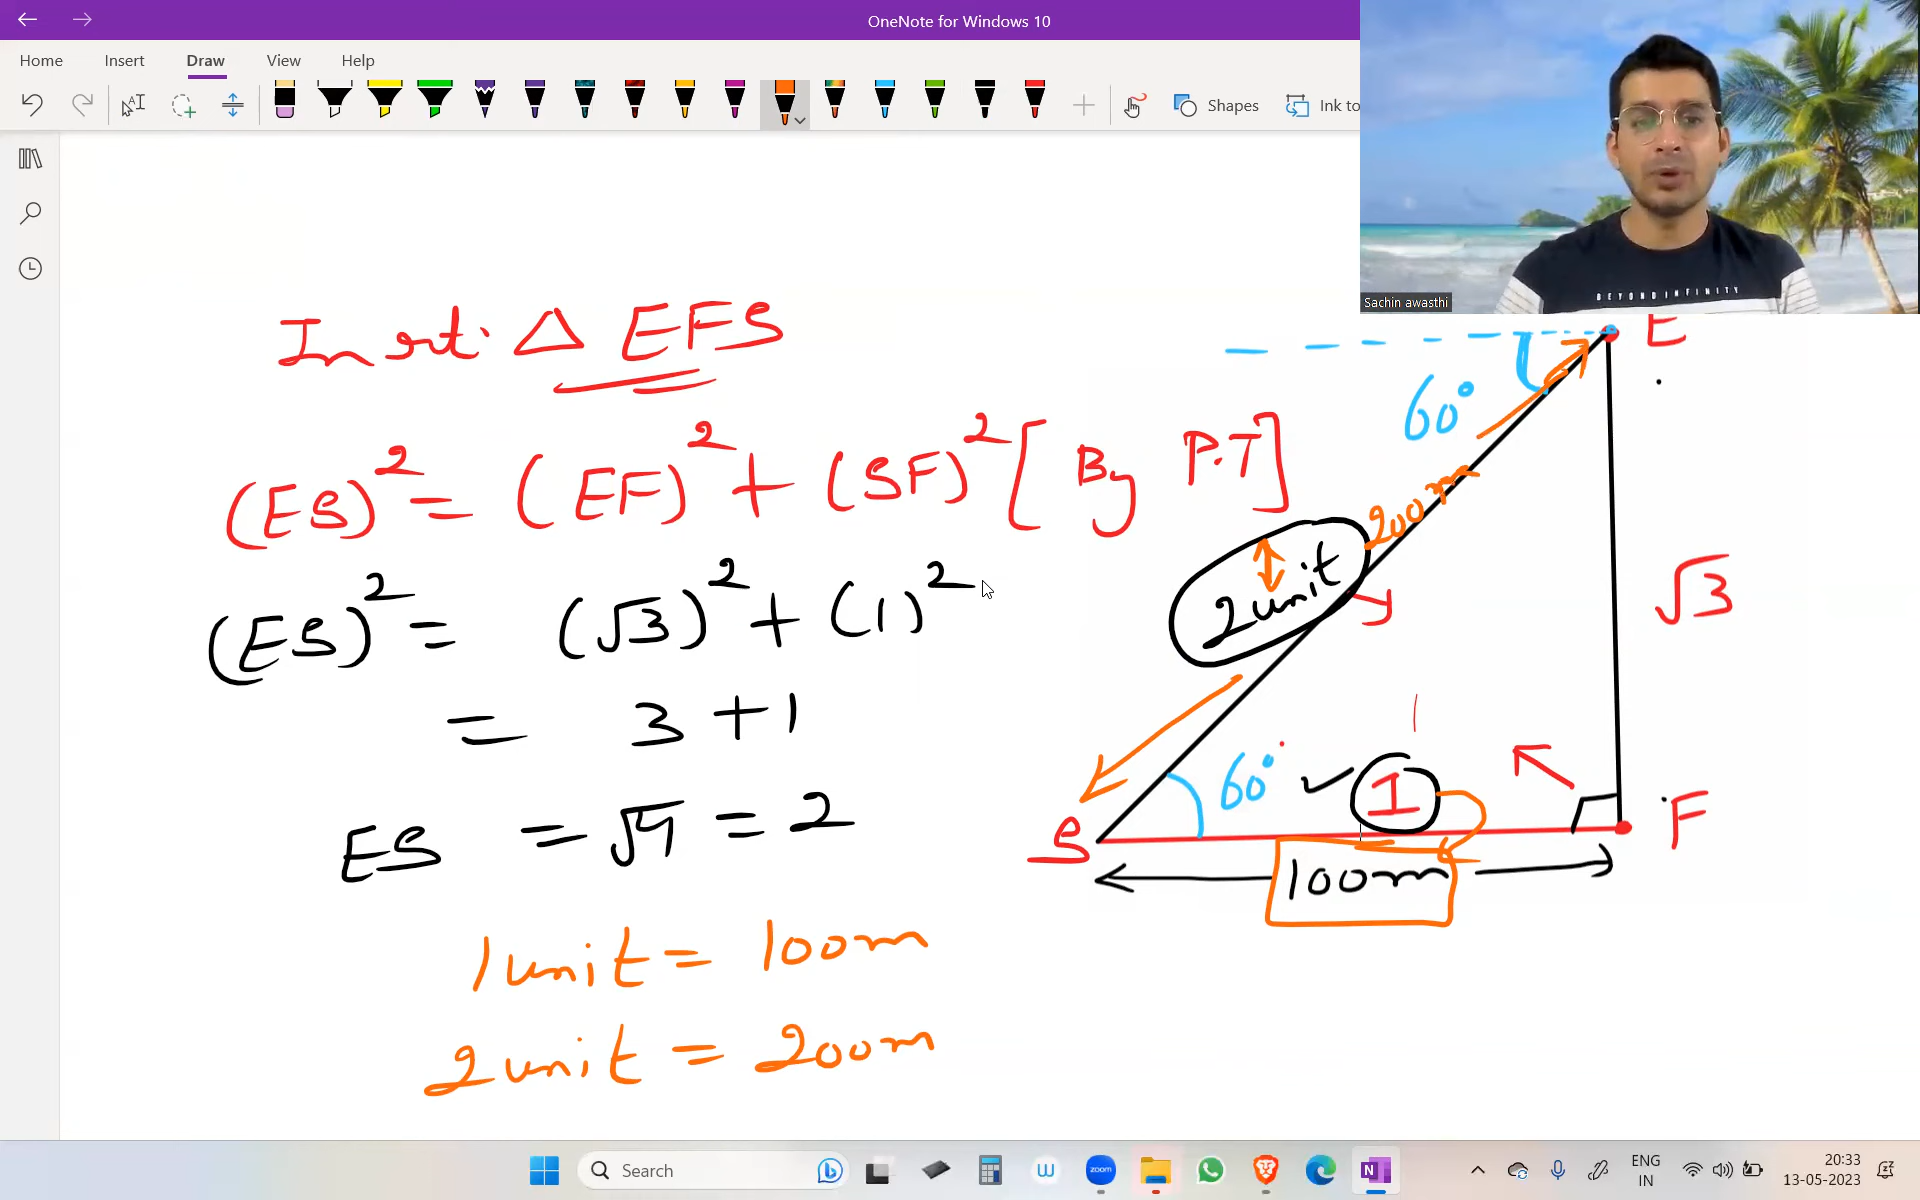 OneNote for Windows 10
Home Insert Draw View Help
Shapes
Ink to
BEYOND INFINITY
Sachin awasthi
In rt. Δ EFS
(ES)² = (EF)² + (SF)² [By P.T]
(ES)² = (√3)² + (1)²
= 3 + 1
ES = √4 = 2
1 unit = 100m
2 unit = 200m
E
60°
200m
2 unit
√3
60°
1
S
F
100m
Search
zoom
ENG
IN
20:33
13-05-2023